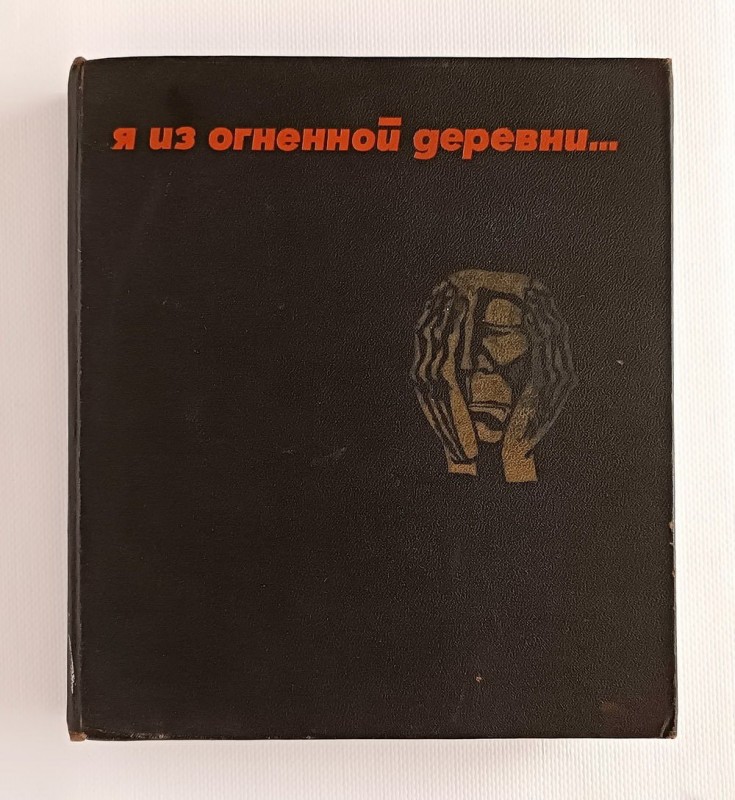 я из огненной деревни...